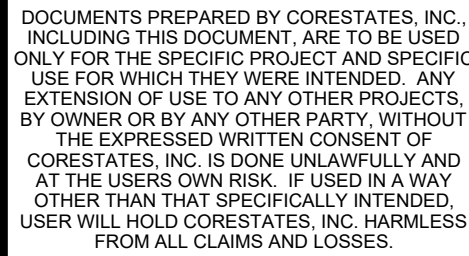 DOCUMENTS PREPARED BY CORESTATES, INC.,
INCLUDING THIS DOCUMENT, ARE TO BE USED
ONLY FOR THE SPECIFIC PROJECT AND SPECIFIC
USE FOR WHICH THEY WERE INTENDED. ANY
EXTENSION OF USE TO ANY OTHER PROJECTS,
BY OWNER OR BY ANY OTHER PARTY, WITHOUT
THE EXPRESSED WRITTEN CONSENT OF
CORESTATES, INC. IS DONE UNLAWFULLY AND
AT THE USERS OWN RISK. IF USED IN A WAY
OTHER THAN THAT SPECIFICALLY INTENDED,
USER WILL HOLD CORESTATES, INC. HARMLESS
FROM ALL CLAIMS AND LOSSES.